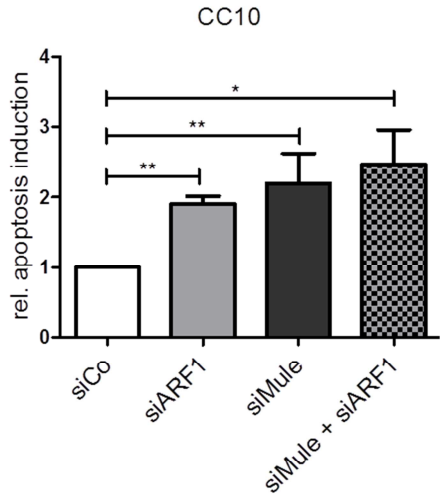 CC10
rel. apoptosis induction
4
3
2
1
0
*
**
**
siCo
siARF1
siMule
siMule + siARF1